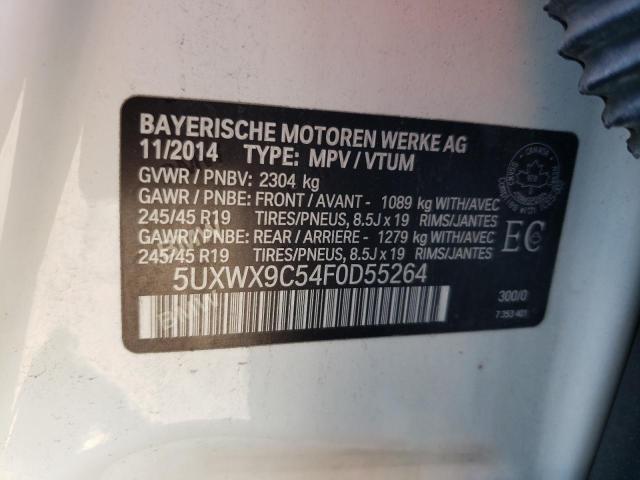 BAYERISCHE MOTOREN WERKE AG
11/2014 TYPE: MPV / VTUM
GVWR / PNBV: 2304 kg
GAWR / PNBE: FRONT / AVANT - 1089 kg WITH/AVEC
245/45 R19 TIRES/PNEUS, 8.5J x 19 RIMS/JANTES
GAWR / PNBE: REAR / ARRIERE - 1279 kg WITH/AVEC
245/45 R19 TIRES/PNEUS, 8.5J x 19 RIMS/JANTES
EC
5UXWX9C54F0D55264
300/0
7 353 401